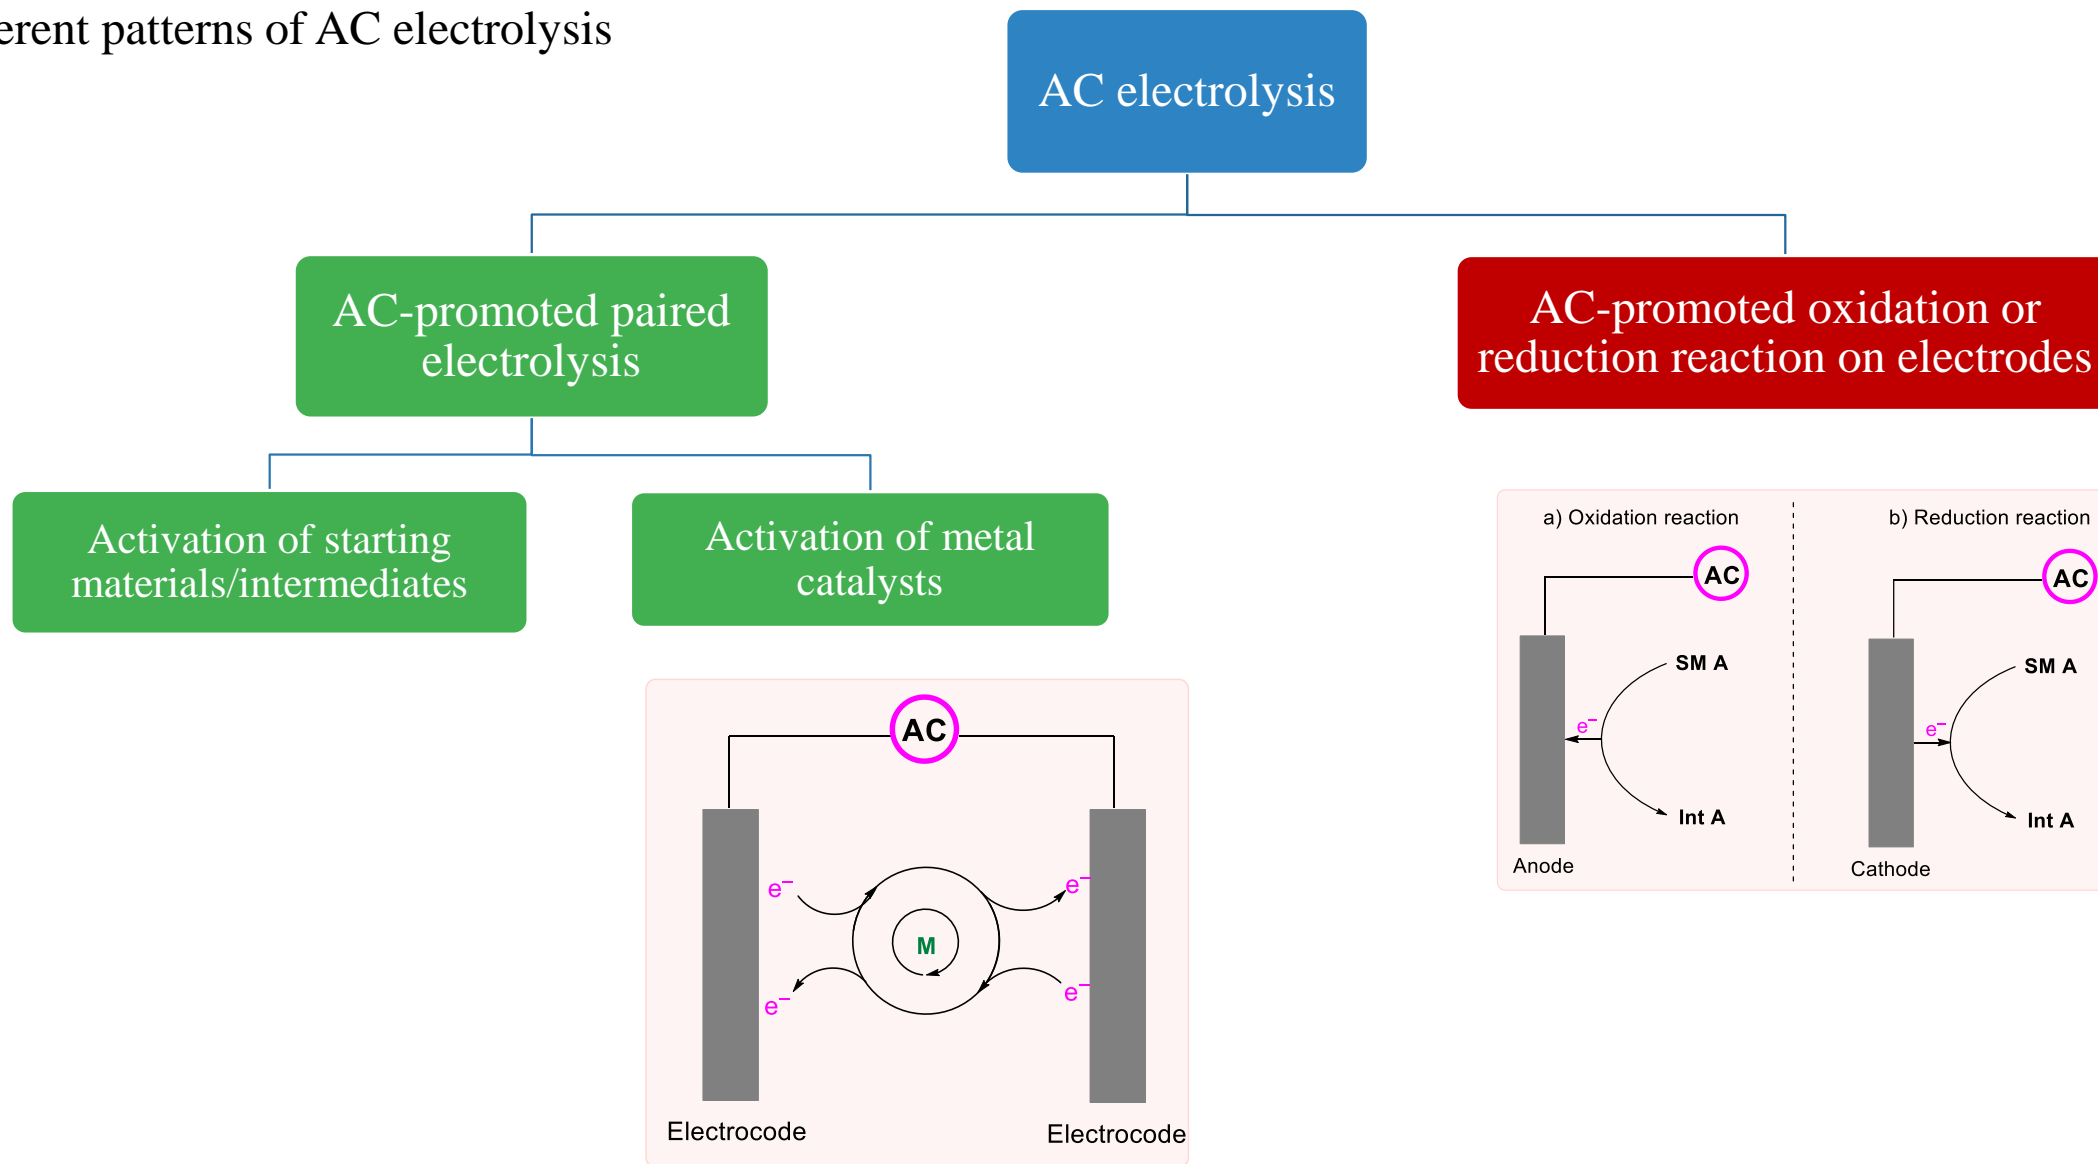 erent patterns of AC electrolysis
AC electrolysis
AC-promoted paired
electrolysis
AC-promoted oxidation or
reduction reaction on electrodes
Activation of starting
materials/intermediates
Activation of metal
catalysts
a) Oxidation reaction
AC
SM A
e⁻
Int A
Anode
b) Reduction reaction
AC
SM A
e⁻
Int A
Cathode
AC
e⁻
e⁻
M
e⁻
e⁻
Electrocode
Electrocode